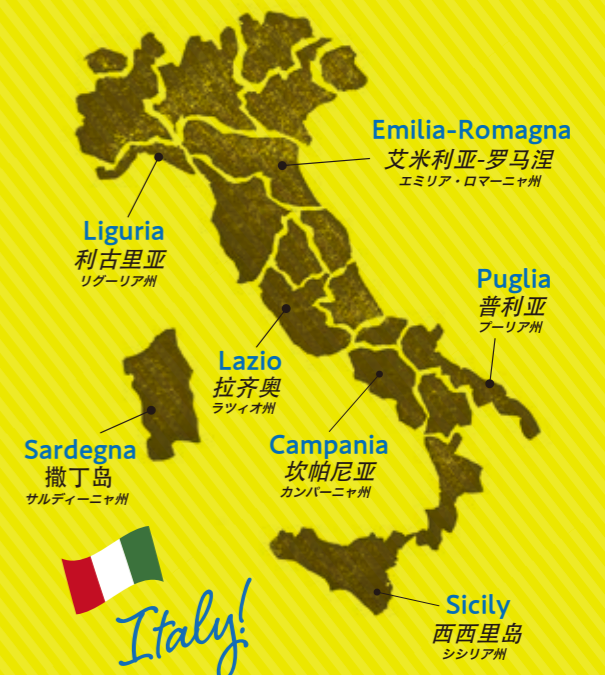 Emilia-Romagna
艾米利亚-罗马涅
エミリア・ロマーニャ州
Liguria
利古里亚
リグーリア州
Puglia
普利亚
プーリア州
Lazio
拉齐奥
ラツィオ州
Sardegna
撒丁岛
サルディーニャ州
Campania
坎帕尼亚
カンパーニャ州
Italy!
Sicily
西西里岛
シシリア州